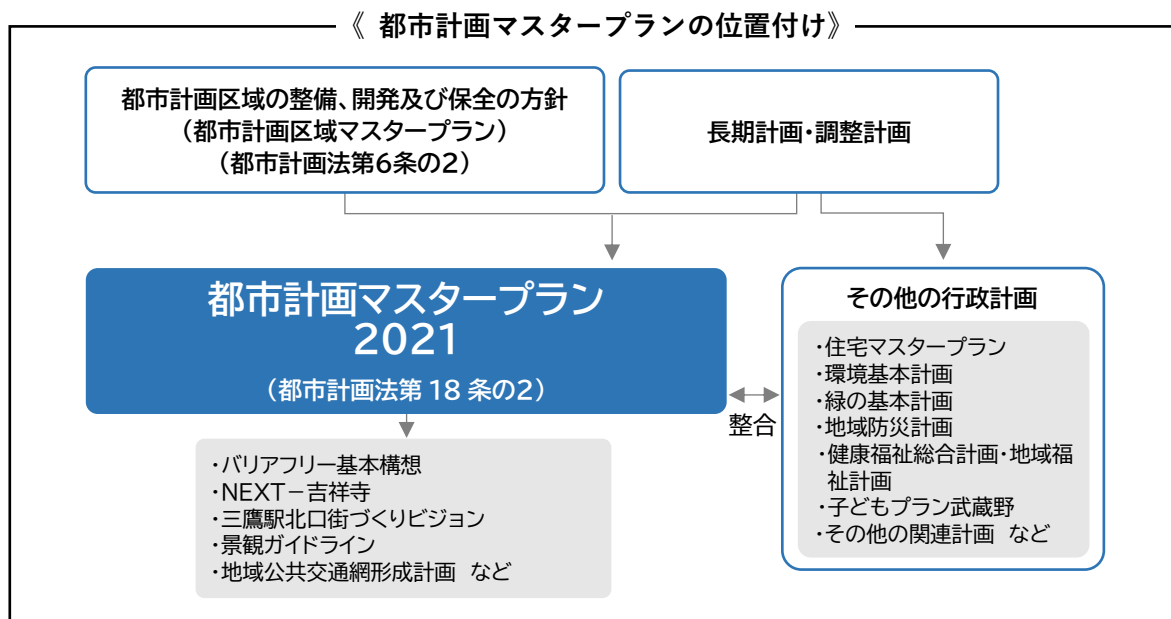 《 都市計画マスタープランの位置付け》
都市計画区域の整備、開発及び保全の方針
（都市計画区域マスタープラン）
（都市計画法第6条の2）
長期計画・調整計画
都市計画マスタープラン
2021
（都市計画法第 18 条の2）
整合
その他の行政計画
・住宅マスタープラン
・環境基本計画
・緑の基本計画
・地域防災計画
・健康福祉総合計画・地域福
祉計画
・子どもプラン武蔵野
・その他の関連計画 など
・バリアフリー基本構想
・NEXT－吉祥寺
・三鷹駅北口街づくりビジョン
・景観ガイドライン
・地域公共交通網形成計画 など